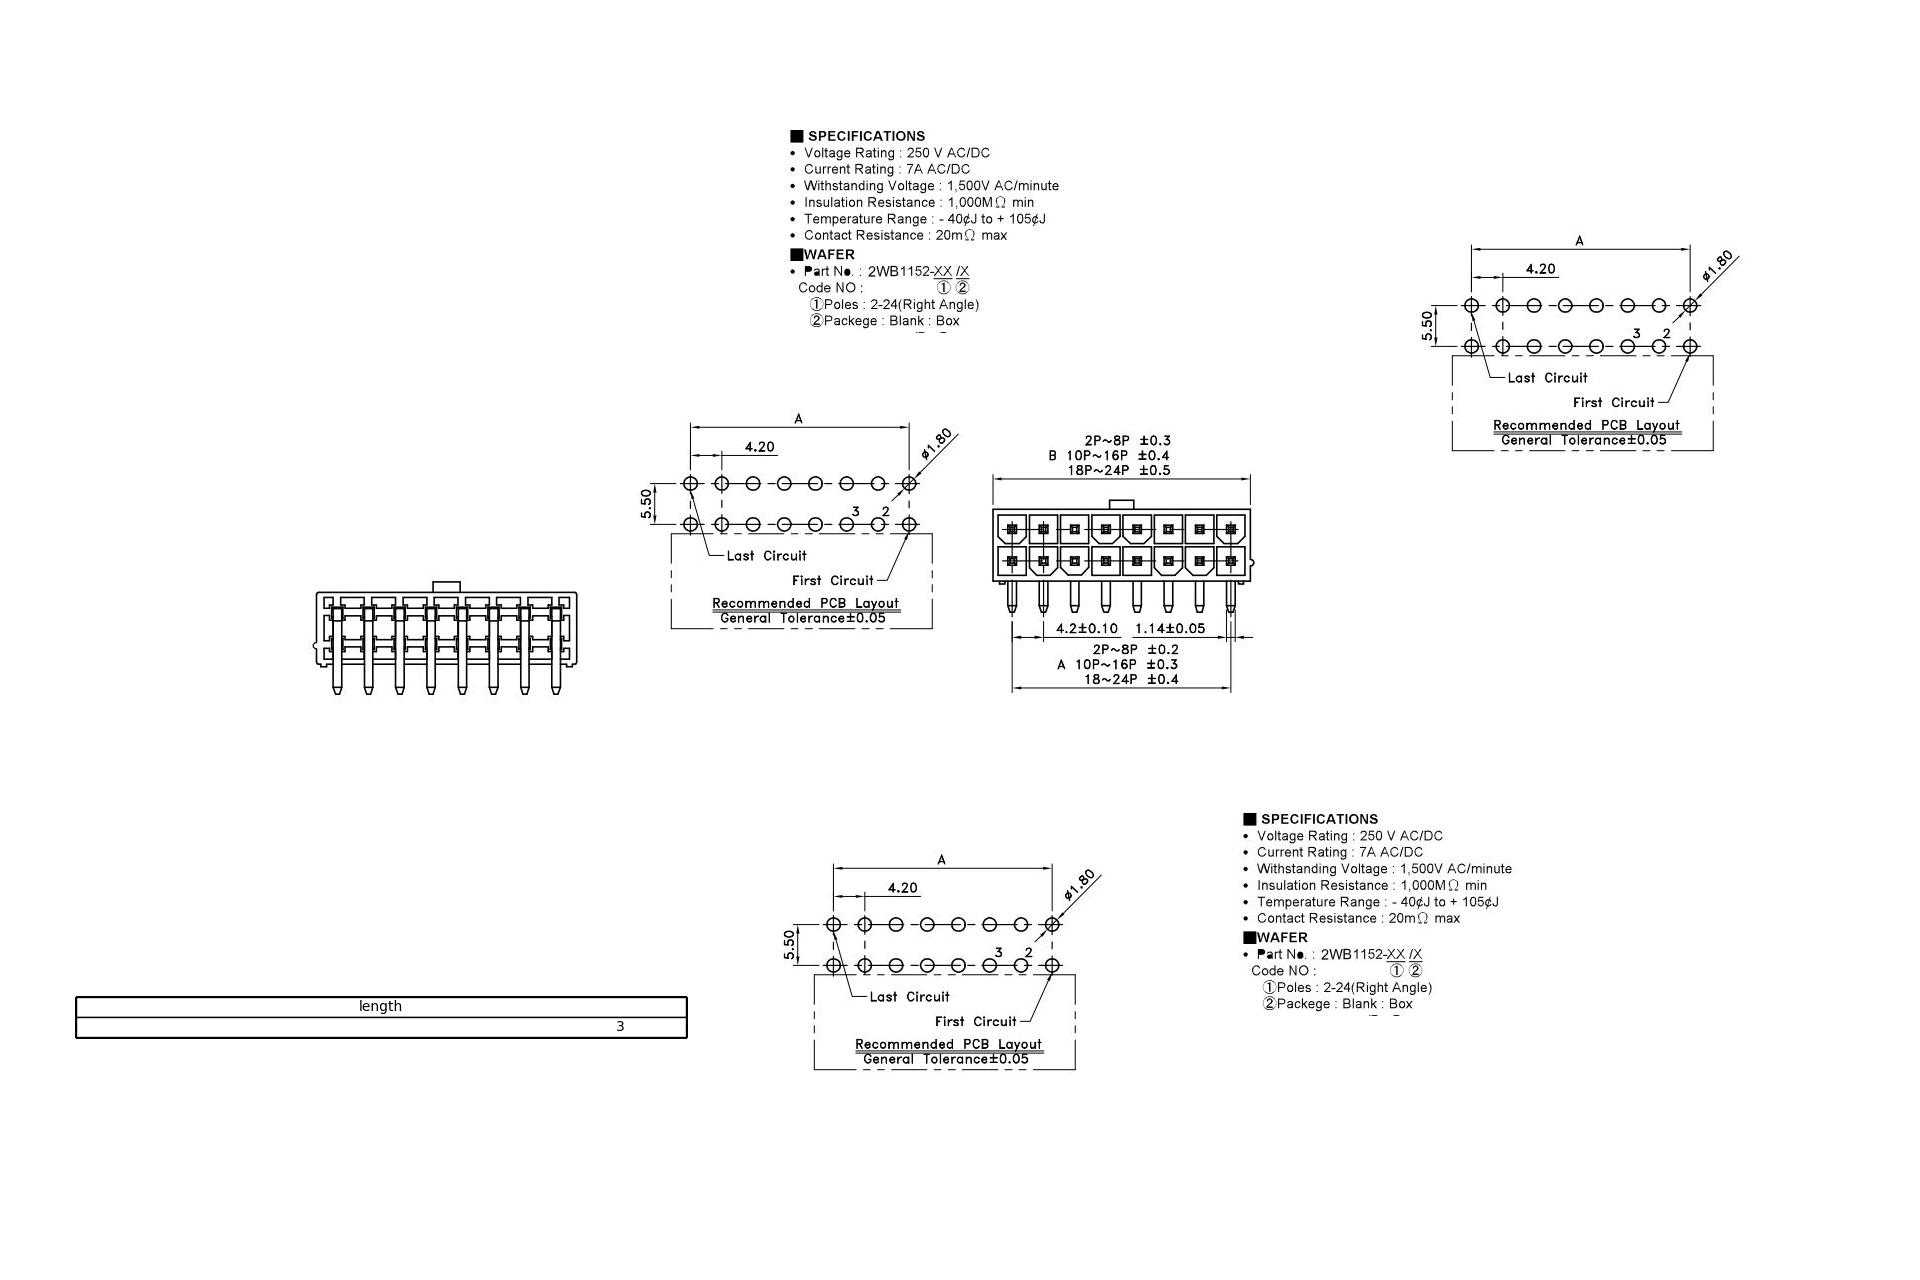 ■ SPECIFICATIONS
• Voltage Rating : 250 V AC/DC
• Current Rating : 7A AC/DC
• Withstanding Voltage : 1,500V AC/minute
• Insulation Resistance : 1,000MΩ min
• Temperature Range : - 40¢J to + 105¢J
• Contact Resistance : 20mΩ max
■WAFER
• Part No. : 2WB1152-XX /X
Code NO : ① ②
①Poles : 2-24(Right Angle)
②Packege : Blank : Box
A
4.20
ø1.80
5.50
3 2
Last Circuit
First Circuit
Recommended PCB Layout
General Tolerance±0.05
A
4.20
ø1.80
5.50
3 2
Last Circuit
First Circuit
Recommended PCB Layout
General Tolerance±0.05
2P~8P ±0.3
B 10P~16P ±0.4
18P~24P ±0.5
4.2±0.10 1.14±0.05
2P~8P ±0.2
A 10P~16P ±0.3
18~24P ±0.4
■ SPECIFICATIONS
• Voltage Rating : 250 V AC/DC
• Current Rating : 7A AC/DC
• Withstanding Voltage : 1,500V AC/minute
• Insulation Resistance : 1,000MΩ min
• Temperature Range : - 40¢J to + 105¢J
• Contact Resistance : 20mΩ max
■WAFER
• Part No. : 2WB1152-XX /X
Code NO : ① ②
①Poles : 2-24(Right Angle)
②Packege : Blank : Box
A
4.20
ø1.80
5.50
3 2
Last Circuit
First Circuit
Recommended PCB Layout
General Tolerance±0.05
length
3